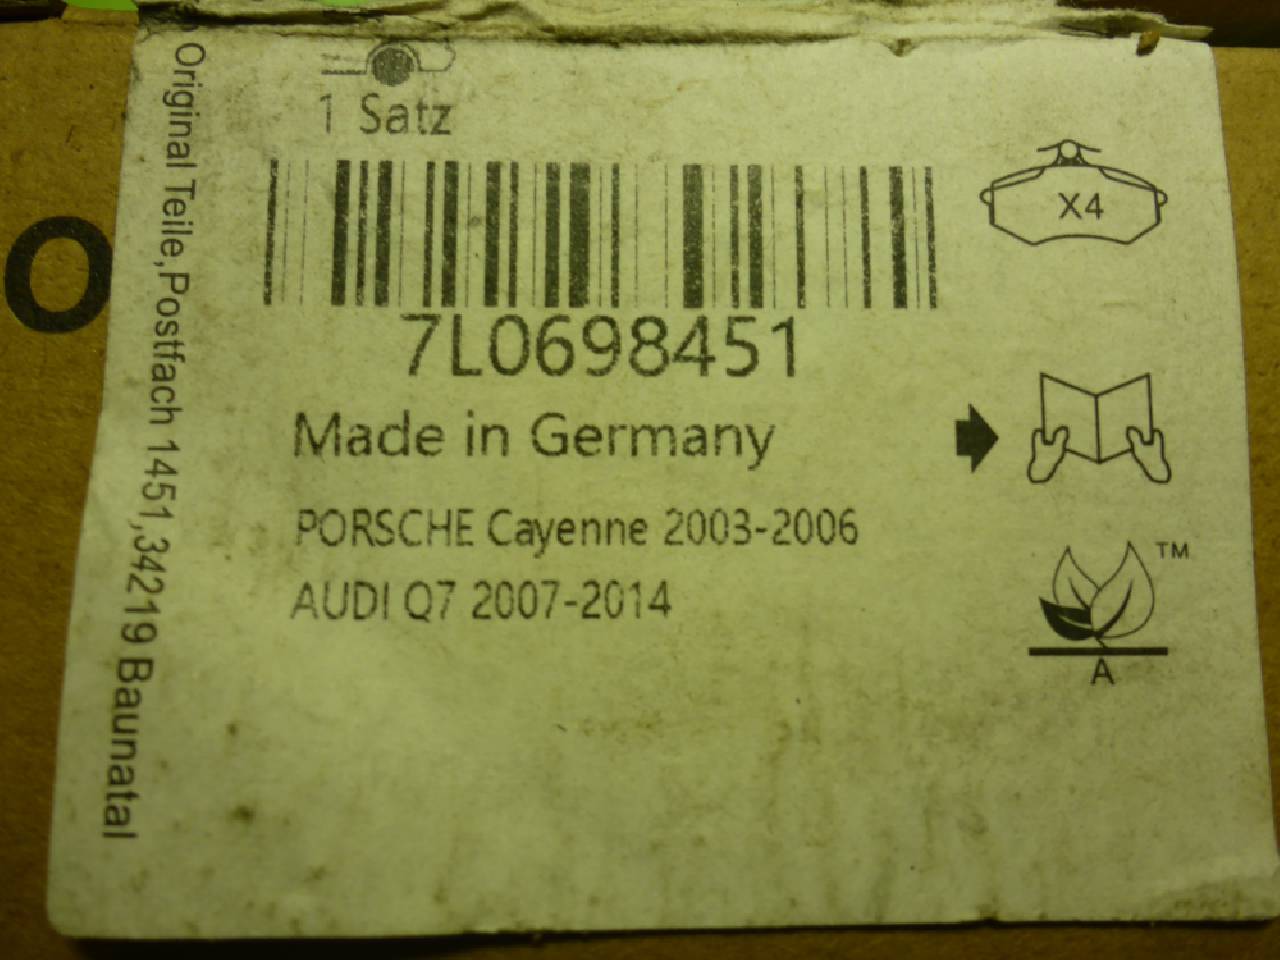 O
Original Teile,Postfach 1451,34219 Baunatal
1 Satz
7L0698451
Made in Germany
PORSCHE Cayenne 2003-2006
AUDI Q7 2007-2014
X4
TM
A